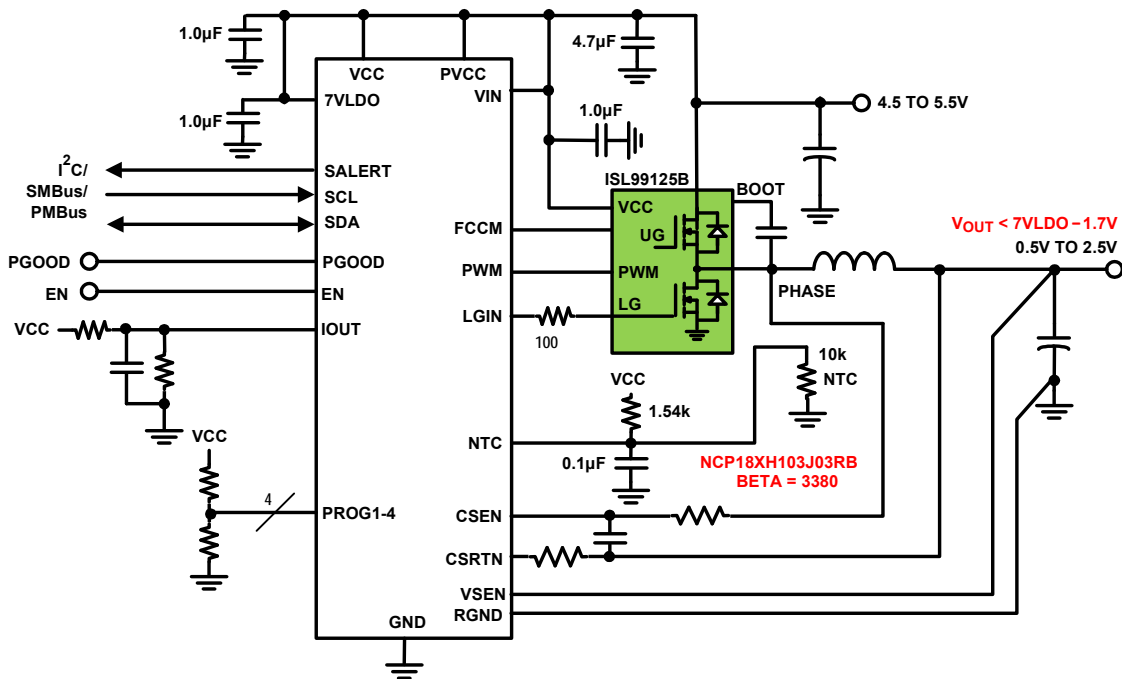 1.0µF
4.7µF
VCC
PVCC
7VLDO
VIN
1.0µF
1.0µF
4.5 TO 5.5V
I2C/
SMBus/
PMBus
SALERT
SCL
SDA
ISL99125B
BOOT
VCC
UG
FCCM
VOUT < 7VLDO – 1.7V
0.5V TO 2.5V
PGOOD
PGOOD
PWM
PWM
PHASE
EN
EN
LGIN
LG
100
VCC
IOUT
10k
NTC
VCC
1.54k
VCC
NTC
0.1µF
NCP18XH103J03RB
BETA = 3380
4
PROG1-4
CSEN
CSRTN
VSEN
RGND
GND